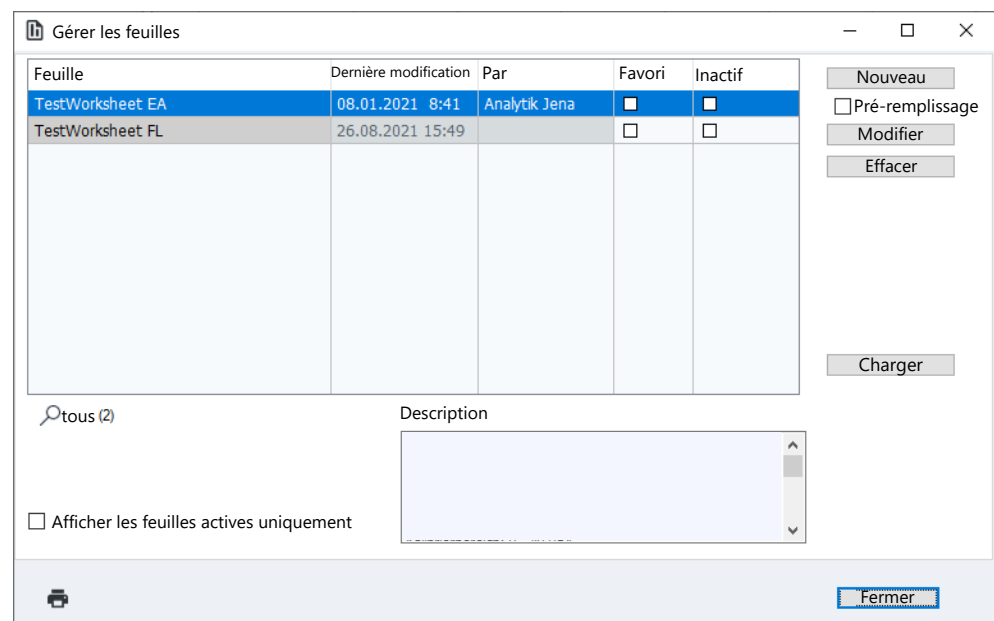 Gérer les feuilles
Feuille Dernière modification Par Favori Inactif
Nouveau
TestWorksheet EA 08.01.2021 8:41 Analytik Jena
Pré-remplissage
TestWorksheet FL 26.08.2021 15:49
Modifier
Effacer
Charger
tous (2)
Description
Afficher les feuilles actives uniquement
Fermer